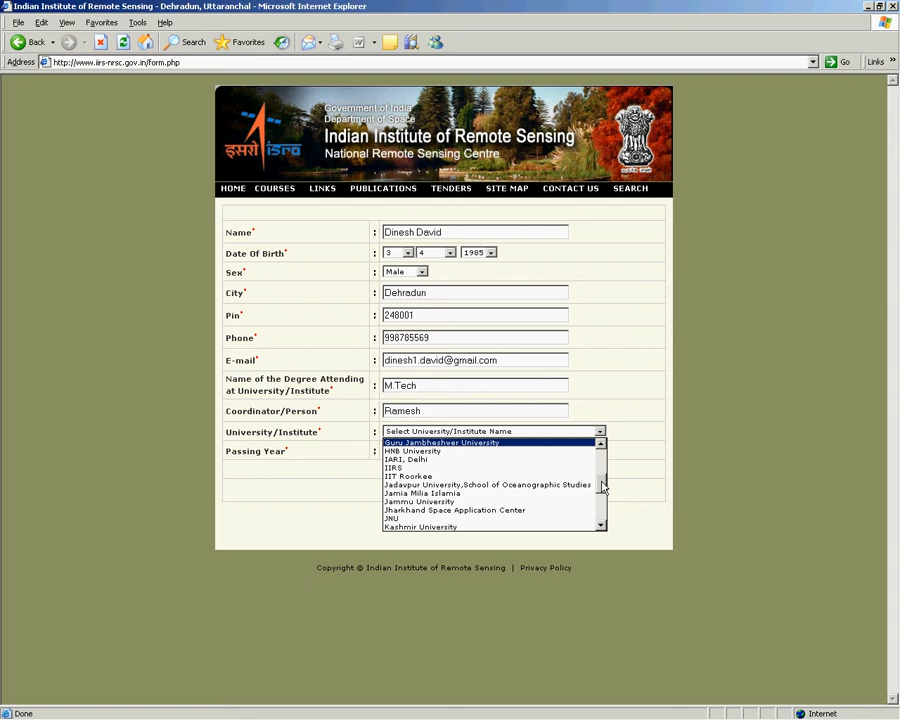 Indian Institute of Remote Sensing - Dehradun, Uttaranchal - Microsoft Internet Explorer
File Edit View Favorites Tools Help
Back Search Favorites
Address http://www.iirs-nrsc.gov.in/form.php Go Links »
Government of India
Department of Space
Indian Institute of Remote Sensing
National Remote Sensing Centre
इसरो isro
HOME COURSES LINKS PUBLICATIONS TENDERS SITE MAP CONTACT US SEARCH
Name* : Dinesh David
Date Of Birth* : 3 4 1985
Sex* : Male
City* : Dehradun
Pin* : 248001
Phone* : 998785569
E-mail* : dinesh1.david@gmail.com
Name of the Degree Attending
at University/Institute* : M.Tech
Coordinator/Person* : Ramesh
University/Institute* : Select University/Institute Name
Passing Year* :
Guru Jambheshver University
HNB University
IARI, Delhi
IIRS
IIT Roorkee
Jadavpur University,School of Oceanographic Studies
Jamia Milia Islamia
Jammu University
Jharkhand Space Application Center
JNU
Kashmir University
Copyright © Indian Institute of Remote Sensing | Privacy Policy
Done Internet